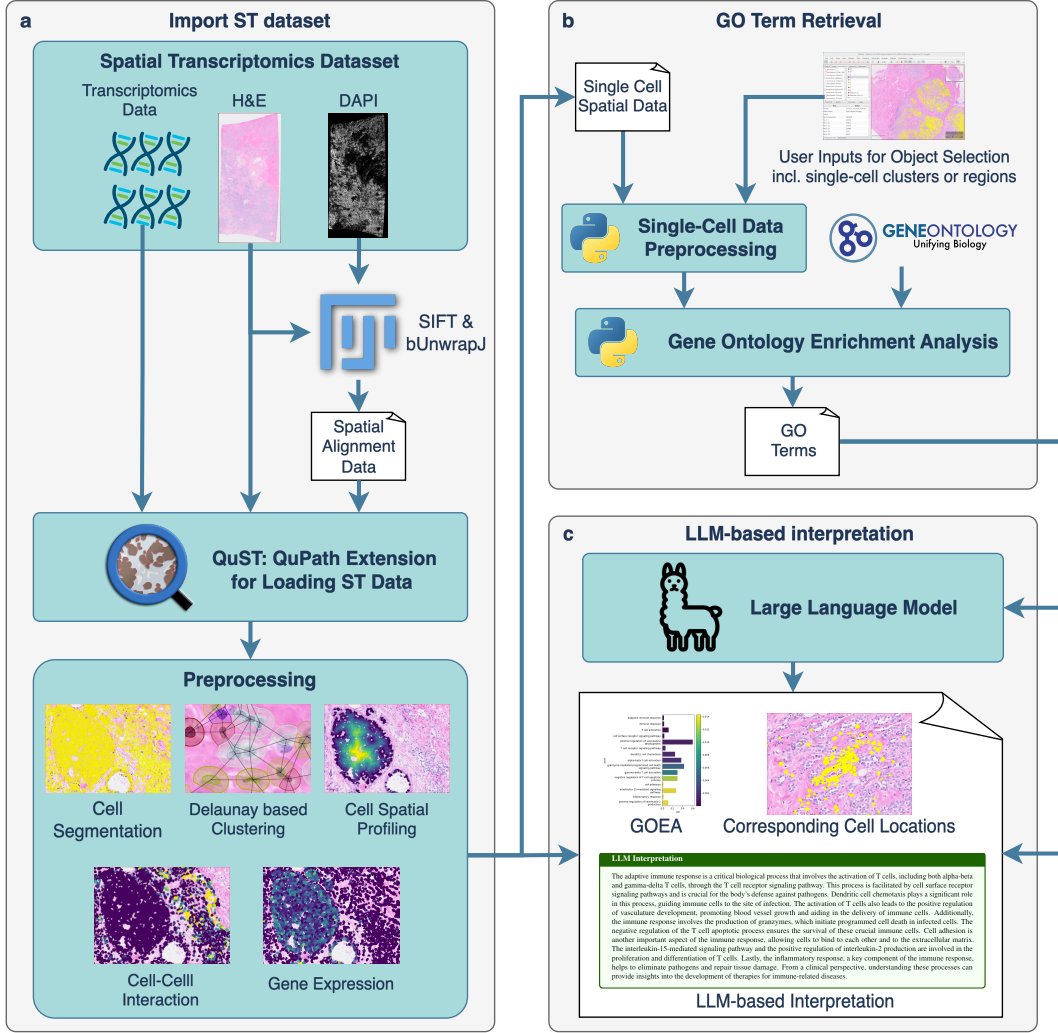 a
Import ST dataset
Spatial Transcriptomics Datasset
Transcriptomics
Data
H&E
DAPI
SIFT &
bUnwrapJ
Spatial
Alignment
Data
QuST: QuPath Extension
for Loading ST Data
Preprocessing
Cell
Segmentation
Delaunay based
Clustering
Cell Spatial
Profiling
Cell-Celll
Interaction
Gene Expression
b
GO Term Retrieval
Single Cell
Spatial Data
User Inputs for Object Selection
incl. single-cell clusters or regions
Single-Cell Data
Preprocessing
GENEONTOLOGY
Unifying Biology
Gene Ontology Enrichment Analysis
GO
Terms
c
LLM-based interpretation
Large Language Model
GOEA
Corresponding Cell Locations
LLM Interpretation
The adaptive immune response is a critical biological process that involves the activation of T cells, including both alpha-beta
and gamma-delta T cells, through the T cell receptor signaling pathway. This process is facilitated by cell surface receptor
signaling pathways and is crucial for the body's defense against pathogens. Dendritic cell chemotaxis plays a significant role
in this process, guiding immune cells to the site of infection. The activation of T cells also leads to the positive regulation
of vasculature development, promoting blood vessel growth and aiding in the delivery of immune cells. Additionally,
the immune response involves the production of granzymes, which initiate programmed cell death in infected cells. The
negative regulation of the T cell apoptotic process ensures the survival of these crucial immune cells. Cell adhesion is
another important aspect of the immune response, allowing cells to bind to each other and to the extracellular matrix.
The interleukin-15-mediated signaling pathway and the positive regulation of interleukin-2 production are involved in the
proliferation and differentiation of T cells. Lastly, the inflammatory response, a key component of the immune response,
helps to eliminate pathogens and repair tissue damage. From a clinical perspective, understanding these processes can
provide insights into the development of therapies for immune-related diseases.
LLM-based Interpretation